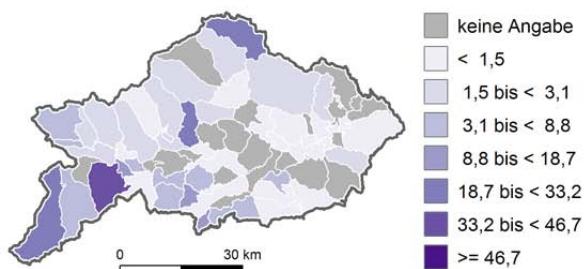 keine Angabe
< 1,5
1,5 bis < 3,1
3,1 bis < 8,8
8,8 bis < 18,7
18,7 bis < 33,2
33,2 bis < 46,7
>= 46,7
0 30 km